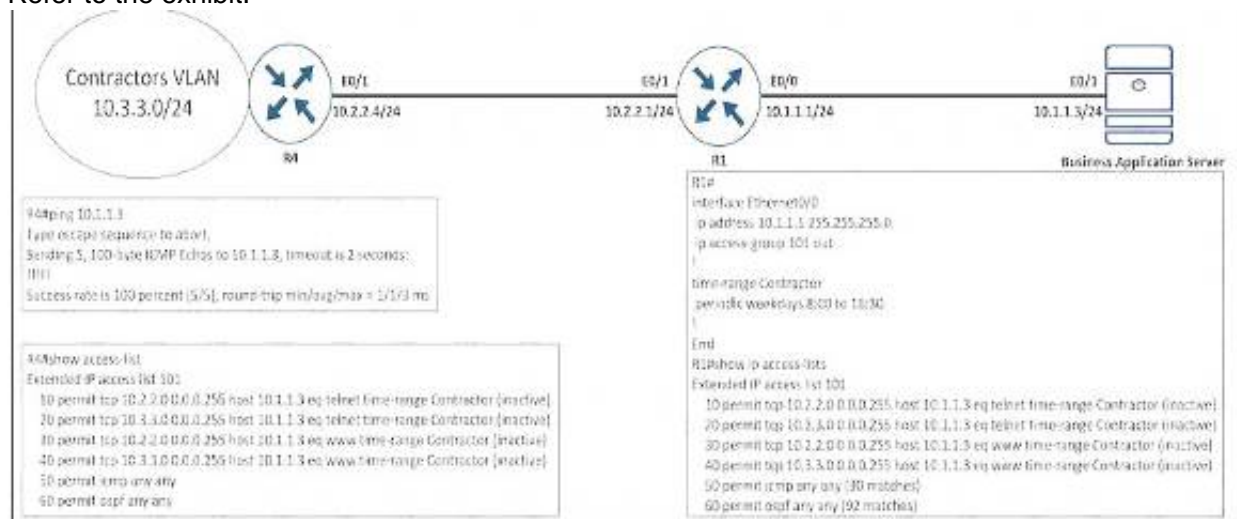 Refer to the exhibit.
Contractors VLAN
10.3.3.0/24
E0/1
10.2.2.4/24
R4
E0/1
10.2.2.1/24
E0/0
10.1.1.1/24
R1
E0/1
10.1.1.3/24
Business Application Server
R4#ping 10.1.1.3
Type escape sequence to abort.
Sending 5, 100-byte ICMP Echos to 10.1.1.3, timeout is 2 seconds:
!!!!!
Success rate is 100 percent (5/5), round-trip min/avg/max = 1/1/3 ms
R4#show access-list
Extended IP access list 101
10 permit tcp 10.2.2.0 0.0.0.255 host 10.1.1.3 eq telnet time-range Contractor (inactive)
20 permit tcp 10.3.3.0 0.0.0.255 host 10.1.1.3 eq telnet time-range Contractor (inactive)
30 permit tcp 10.2.2.0 0.0.0.255 host 10.1.1.3 eq www time-range Contractor (inactive)
40 permit tcp 0.0.0.255 host 10.1.1.3 eq www time-range Contractor (inactive)
50 permit icmp any any
60 permit ospf any any
R1#
interface Ethernet0/0
ip address 255.255.255.0
ip access-group 101 out
!
time-range Contractor
periodic weekdays 8:00 to
!
End
R1#show ip access-lists
Extended IP access list 101
10 permit tcp 10.2.2.0 0.0.0.255 host 10.1.1.3 eq telnet time-range Contractor (inactive)
20 permit tcp 0.0.0.255 host 10.1.1.3 eq telnet time-range Contractor (inactive)
30 permit tcp 10.2.2.0 0.0.0.255 host 10.1.1.3 eq www time-range Contractor (inactive)
40 permit tcp 10.3.3.0 0.0.0.255 host 10.1.1.3 eq www time-range Contractor (inactive)
50 permit icmp any any (30 matches)
60 permit ospf any any (92 matches)